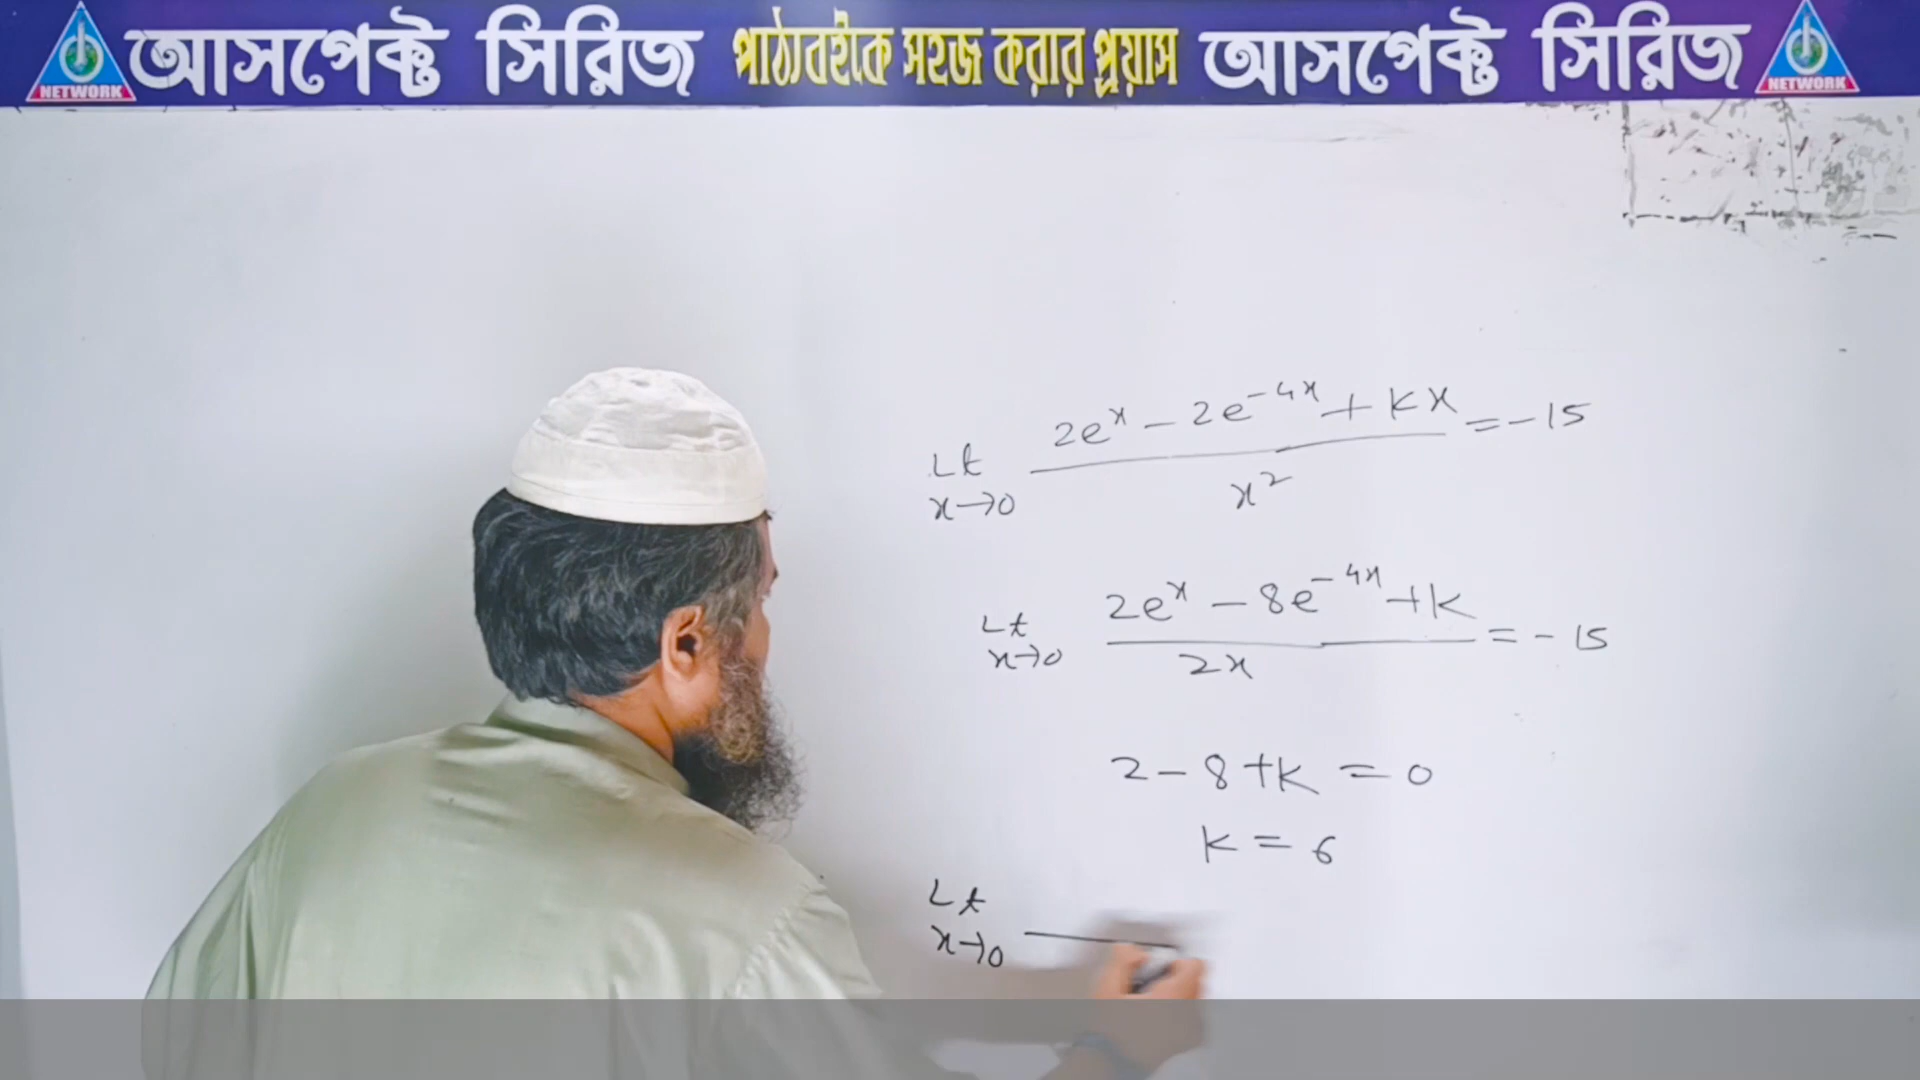 আসপেক্ট সিরিজ পাঠ্যবইকে সহজ করার প্রয়াস আসপেক্ট সিরিজ
NETWORK NETWORK
Lt x→0 (2e^x − 2e^{−4x} + kx)/x² = −15
Lt x→0 (2e^x − 8e^{−4x} + k)/2x = −15
2 − 8 + k = 0
k = 6
Lt x→0